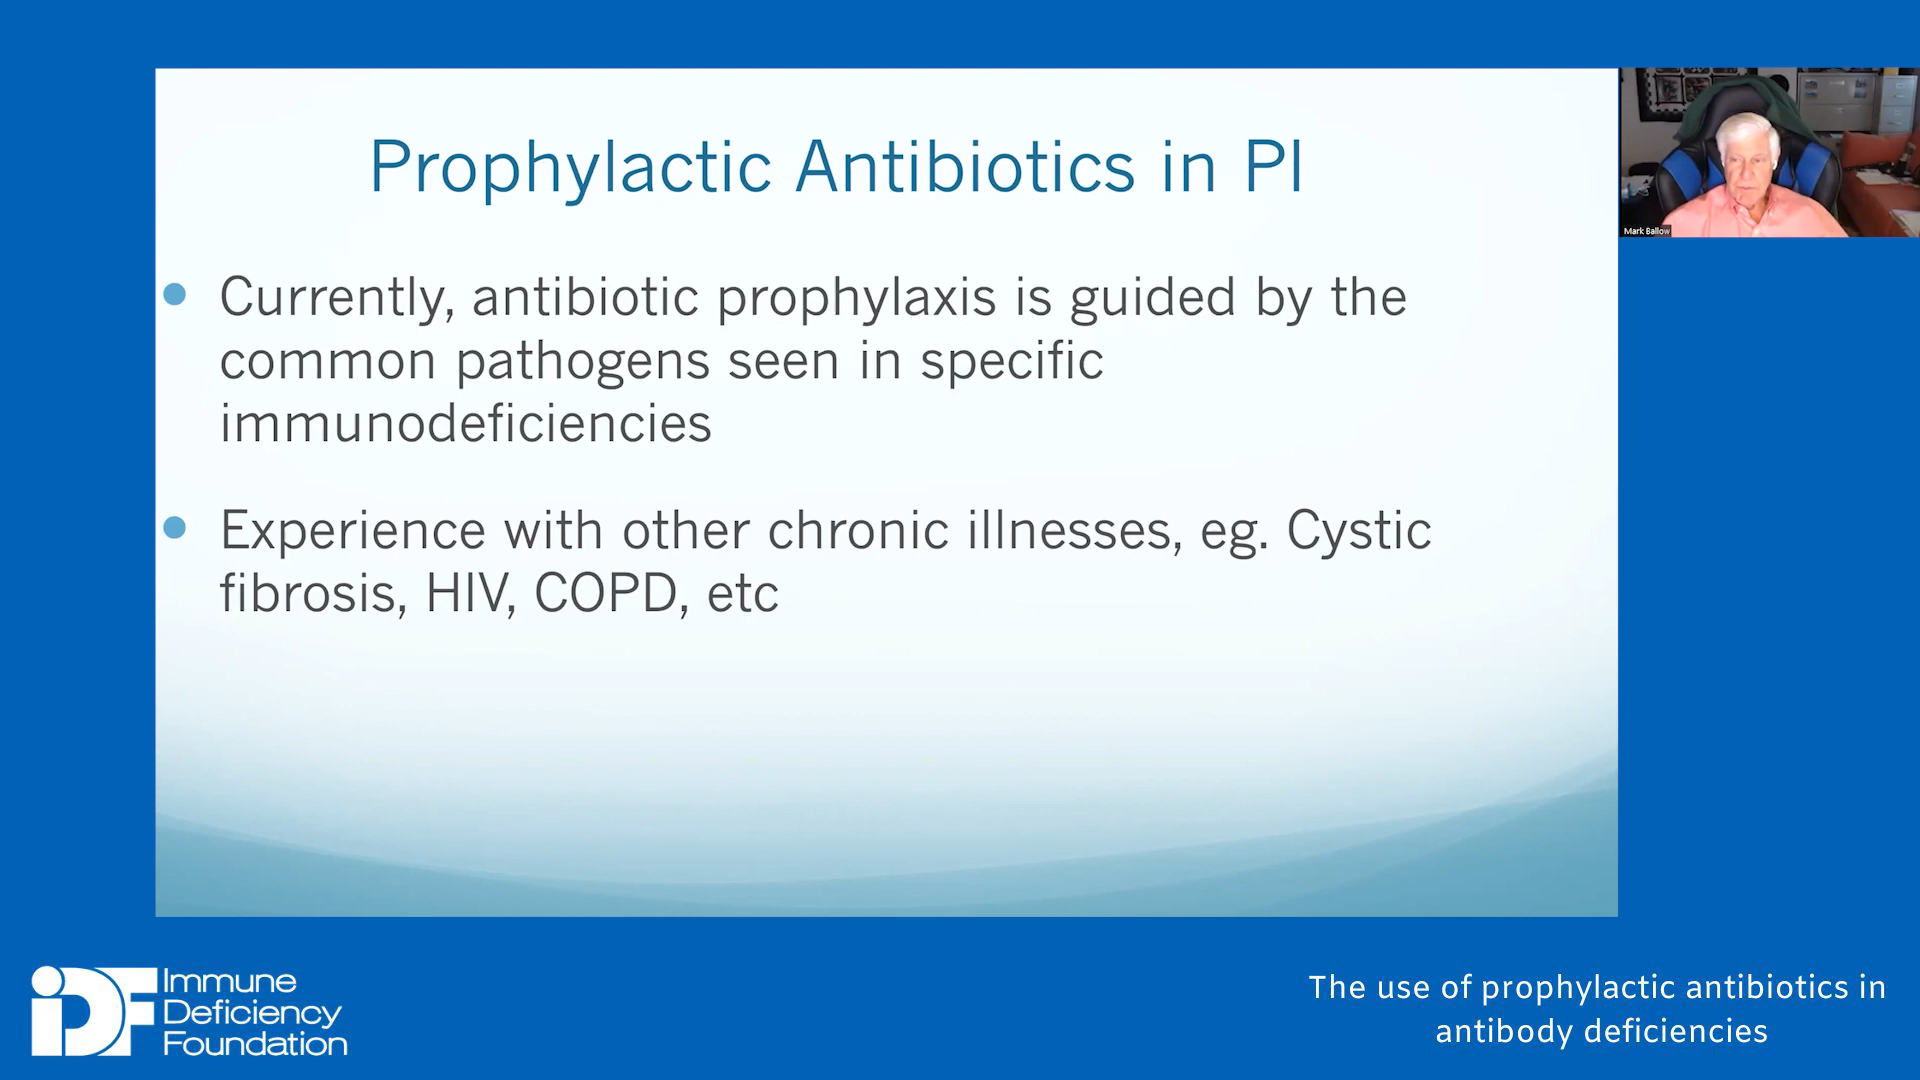 Prophylactic Antibiotics in PI
Mark Ballow
Currently, antibiotic prophylaxis is guided by the
common pathogens seen in specific
immunodeficiencies
Experience with other chronic illnesses, eg. Cystic
fibrosis, HIV, COPD, etc
iDF Immune
Deficiency
Foundation
The use of prophylactic antibiotics in
antibody deficiencies